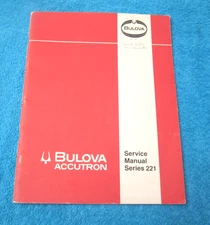 BULOVA
BULOVA
ACCUTRON
Service
Manual
Series 221